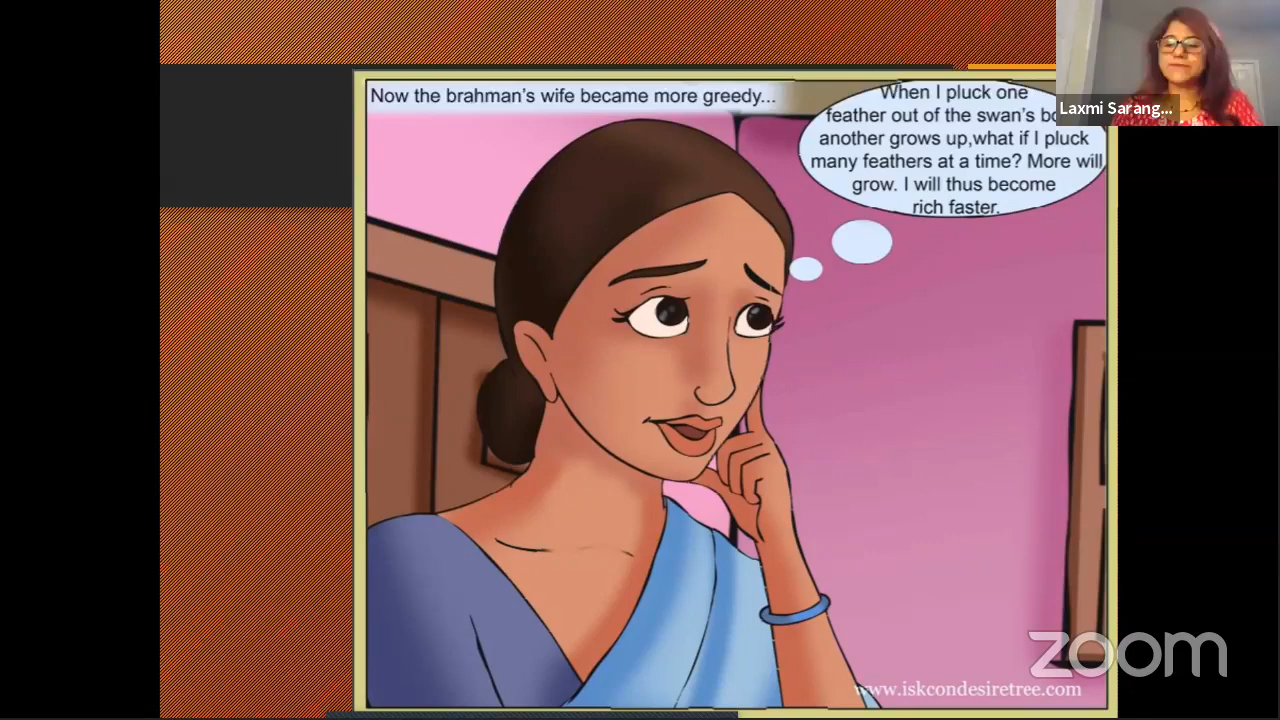 Now the brahman's wife became more greedy...
When I pluck one
feather out of the swan's
another grows up,what if I pluck
many feathers at a time? More will
grow. I will thus become
rich faster.
Laxmi Sarang...
zoom
www.iskcondesiretree.com